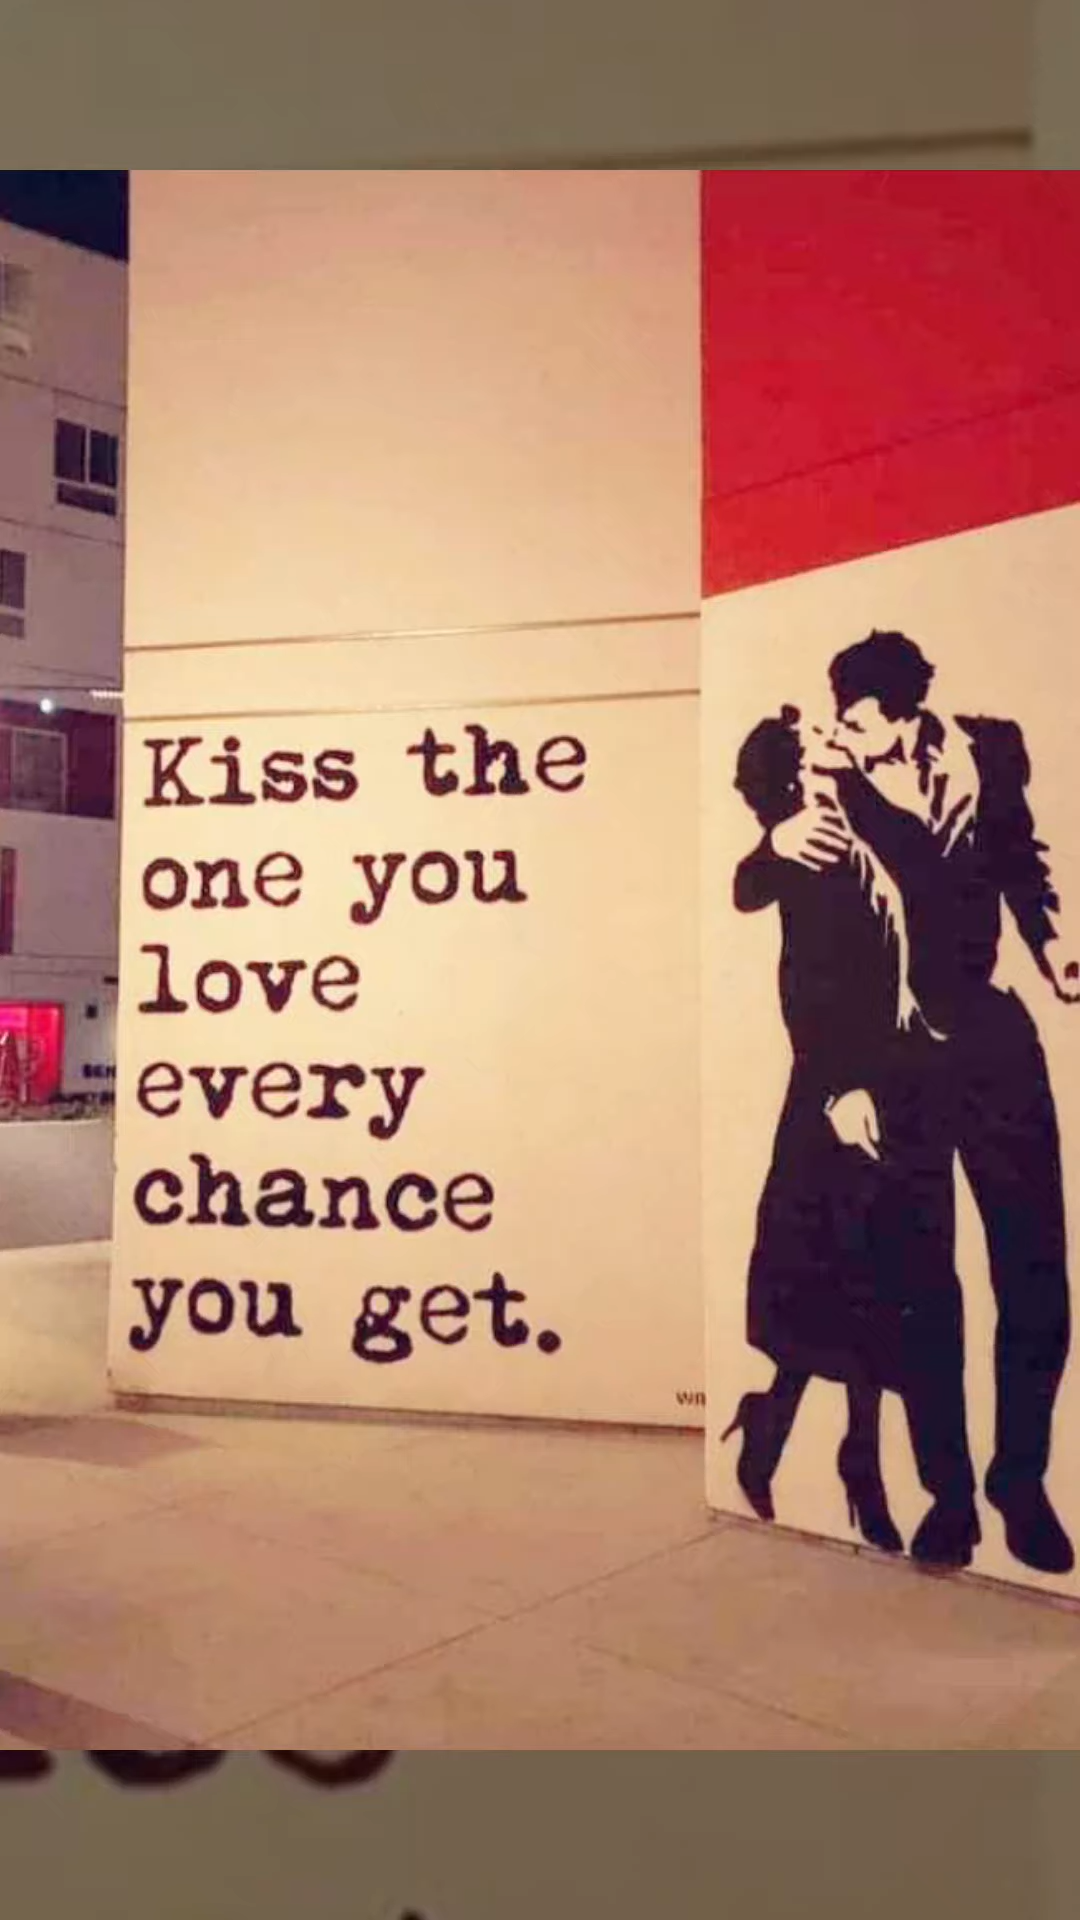 Kiss the
one you
love
every
chance
you get.